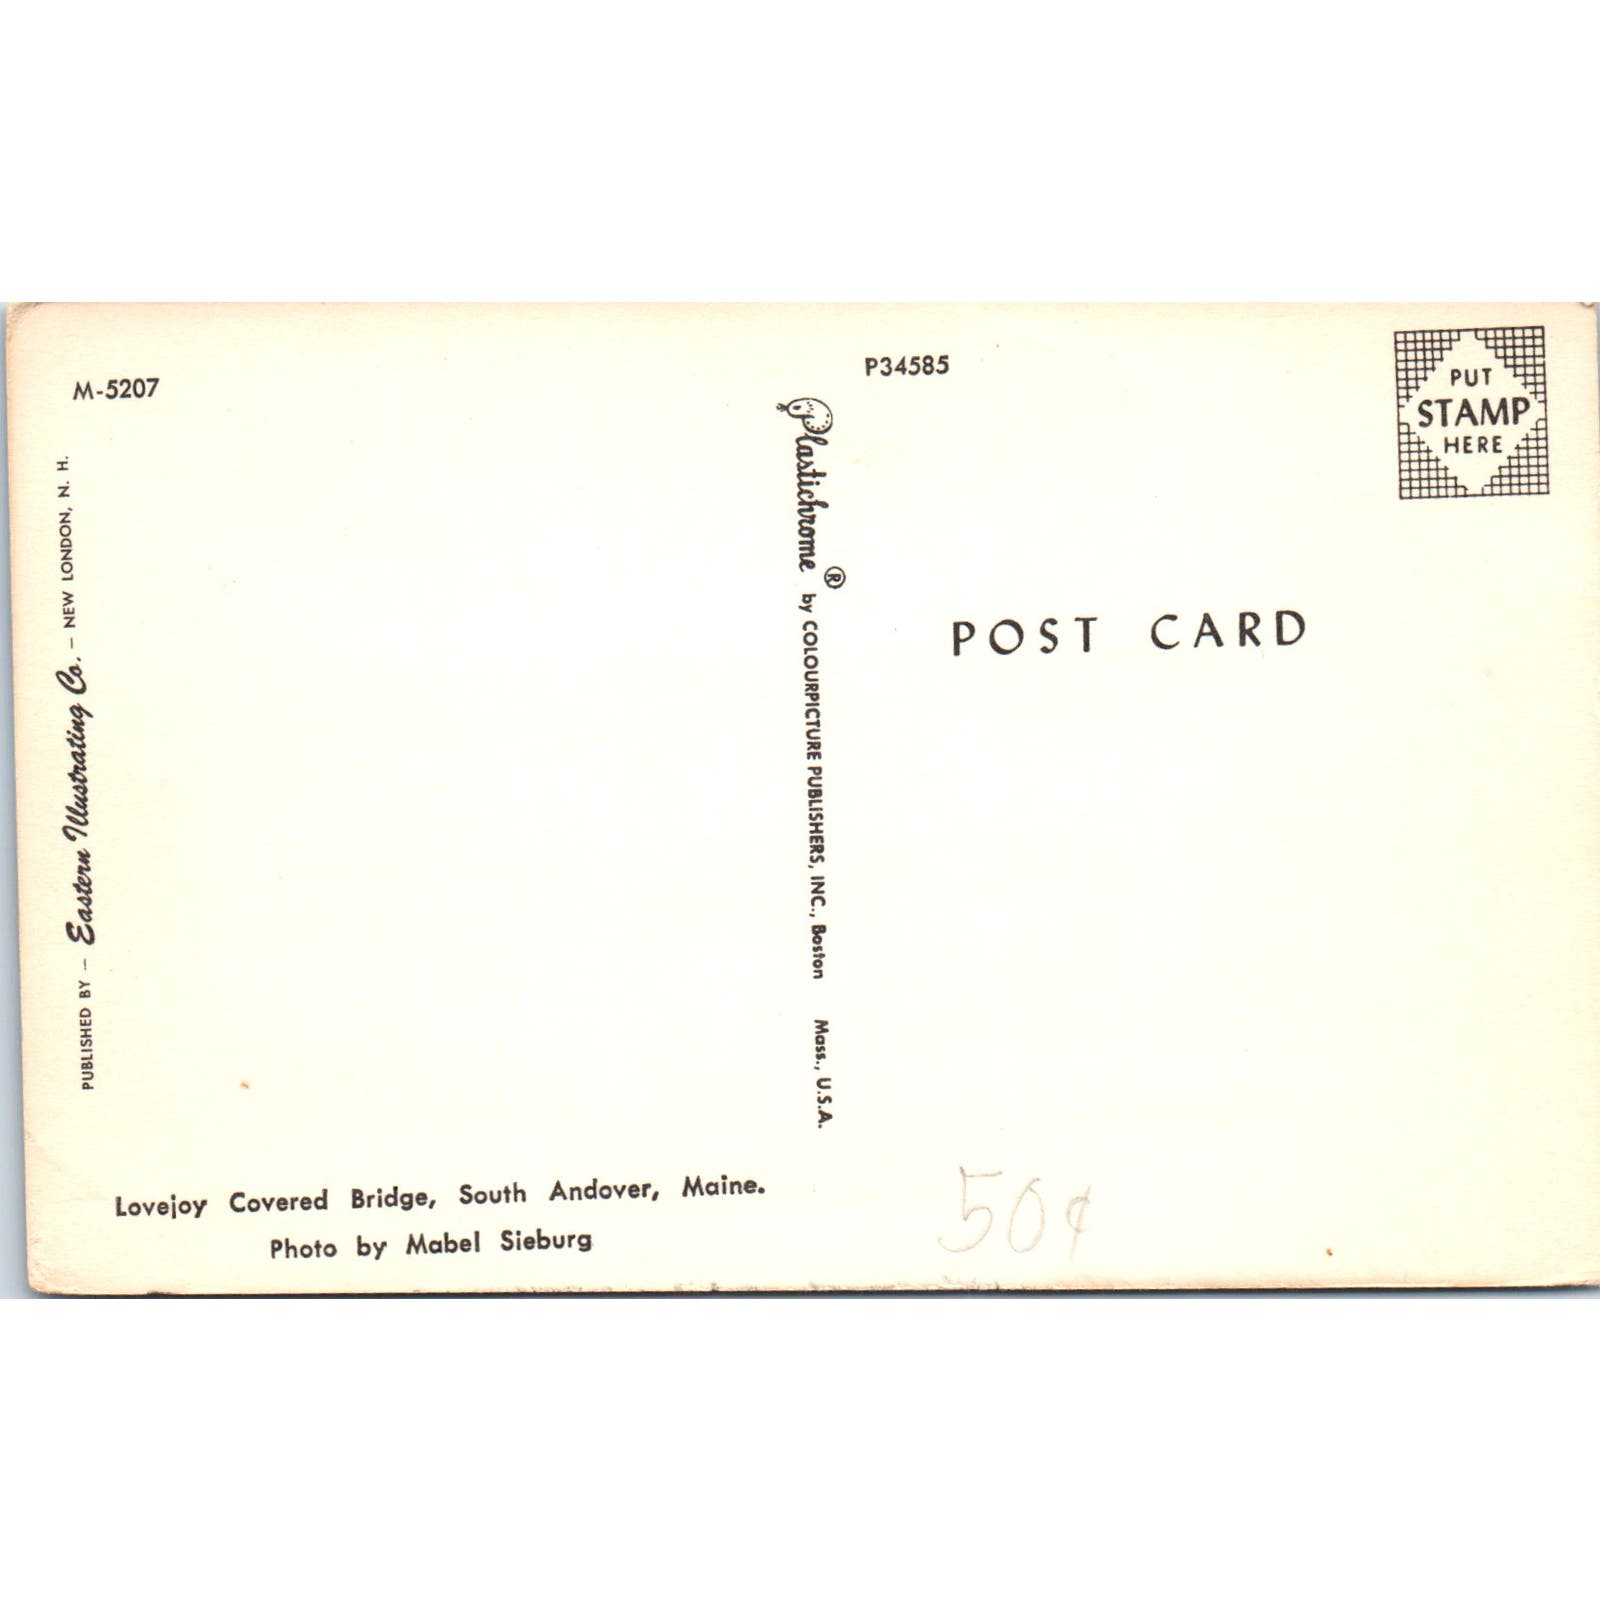 M-5207
PUBLISHED BY – Eastern Illustrating Co. – NEW LONDON, N. H.
Lovejoy Covered Bridge, South Andover, Maine.
Photo by Mabel Sieburg
Plastichrome ® by COLOURPICTURE PUBLISHERS, INC., Boston Mass., U.S.A.
P34585
PUT
STAMP
HERE
POST CARD
50¢